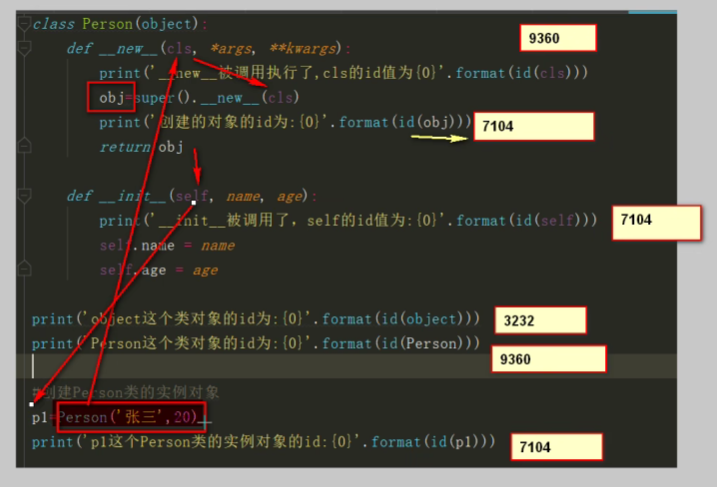 class Person(object):
def __new__(cls, *args, **kwargs):
9360
print('__new__被调用执行了,cls的id值为{0}'.format(id(cls)))
obj=super().__new__(cls)
print('创建的对象的id为:{0}'.format(id(obj)))
7104
return obj
def __init__(self, name, age):
print('__init__被调用了，self的id值为:{0}'.format(id(self)))
7104
self.name = name
self.age = age
print('object这个类对象的id为:{0}'.format(id(object)))
3232
print('Person这个类对象的id为:{0}'.format(id(Person)))
9360
#创建Person类的实例对象
p1=Person('张三',20)
print('p1这个Person类的实例对象的id:{0}'.format(id(p1)))
7104